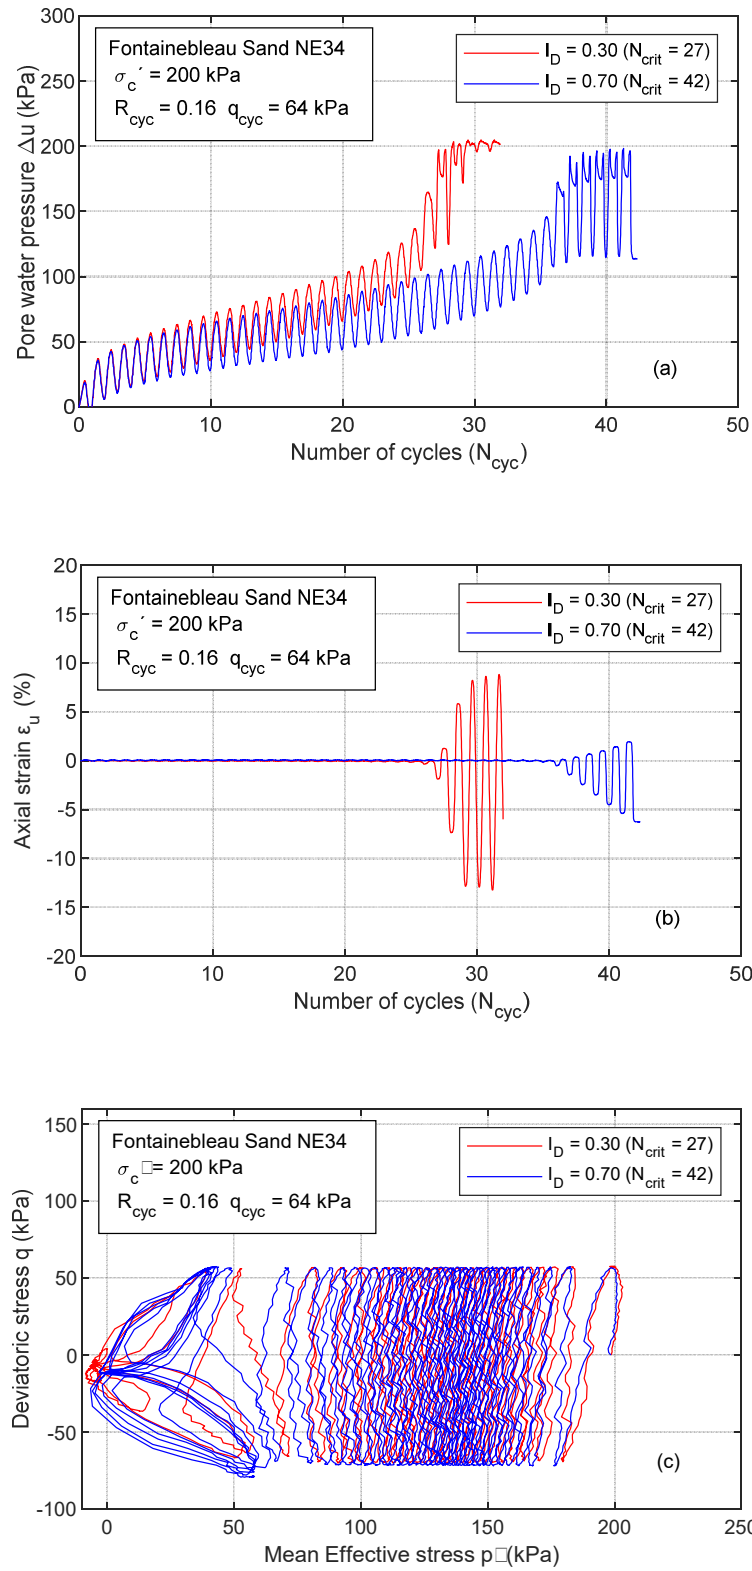 300
250
200
150
100
50
0
Pore water pressure Δu (kPa)
Fontainebleau Sand NE34
σc´ = 200 kPa
Rcyc = 0.16 qcyc = 64 kPa
ID = 0.30 (Ncrit = 27)
ID = 0.70 (Ncrit = 42)
(a)
0 10 20 30 40 50
Number of cycles (Ncyc)
20
15
10
5
0
-5
-10
-15
-20
Axial strain εu (%)
Fontainebleau Sand NE34
σc´ = 200 kPa
Rcyc = 0.16 qcyc = 64 kPa
ID = 0.30 (Ncrit = 27)
ID = 0.70 (Ncrit = 42)
(b)
0 10 20 30 40 50
Number of cycles (Ncyc)
150
100
50
0
-50
-100
Deviatoric stress q (kPa)
Fontainebleau Sand NE34
σc□= 200 kPa
Rcyc = 0.16 qcyc = 64 kPa
ID = 0.30 (Ncrit = 27)
ID = 0.70 (Ncrit = 42)
(c)
0 50 100 150 200 250
Mean Effective stress p□(kPa)